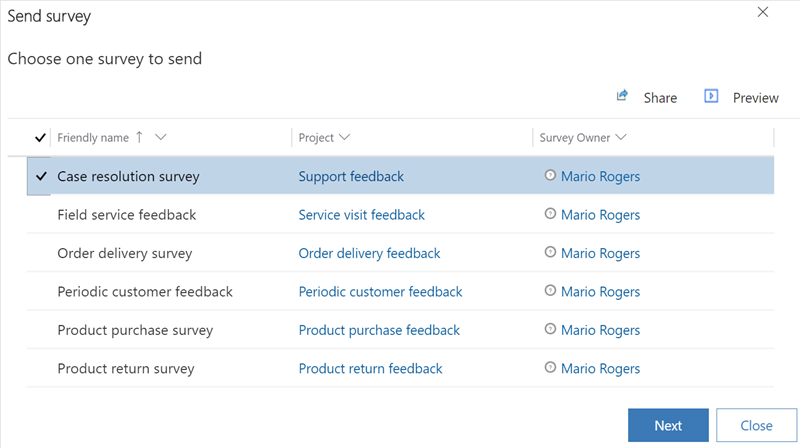 Send survey
Choose one survey to send
Share Preview
Friendly name Project Survey Owner
Case resolution survey Support feedback Mario Rogers
Field service feedback Service visit feedback Mario Rogers
Order delivery survey Order delivery feedback Mario Rogers
Periodic customer feedback Periodic customer feedback Mario Rogers
Product purchase survey Product purchase feedback Mario Rogers
Product return survey Product return feedback Mario Rogers
Next Close